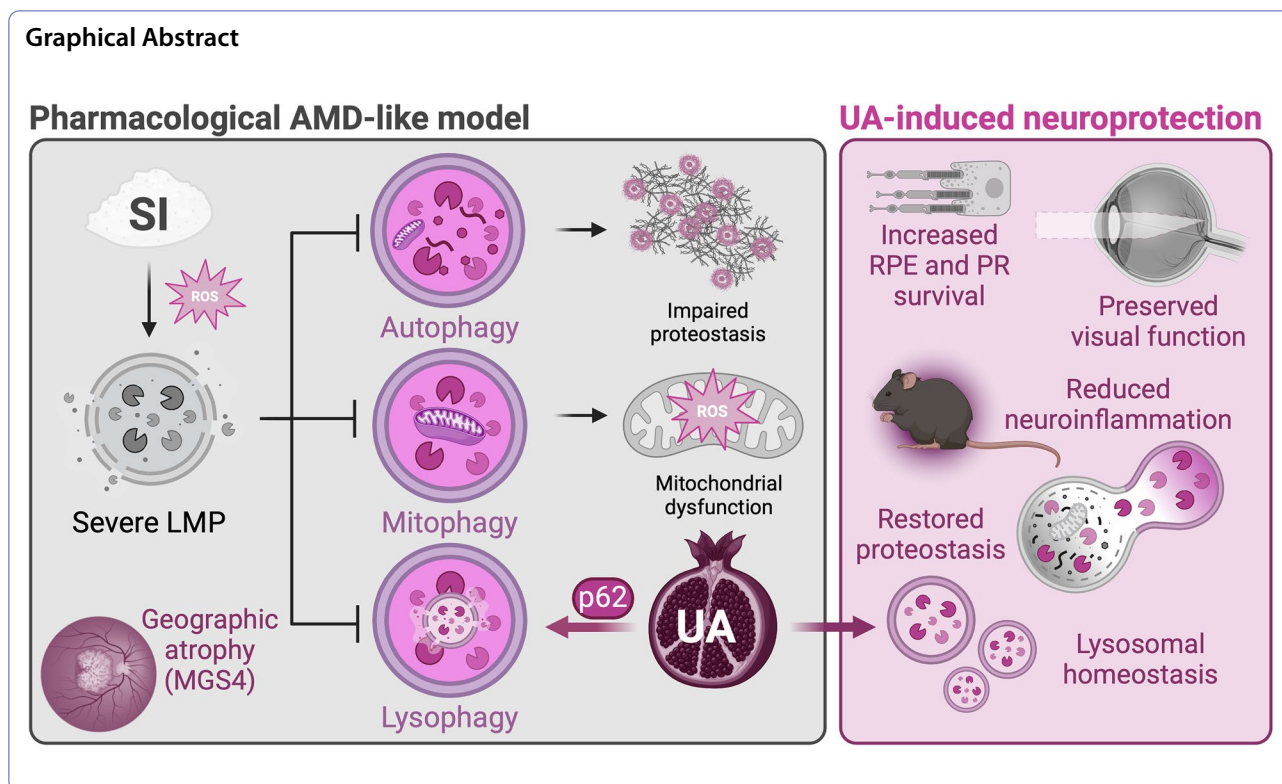 Graphical Abstract
Pharmacological AMD-like model
SI
ROS
Severe LMP
Geographic
atrophy
(MGS4)
Autophagy
Mitophagy
Lysophagy
Impaired
proteostasis
ROS
Mitochondrial
dysfunction
p62
UA
UA-induced neuroprotection
Increased
RPE and PR
survival
Preserved
visual function
Reduced
neuroinflammation
Restored
proteostasis
Lysosomal
homeostasis